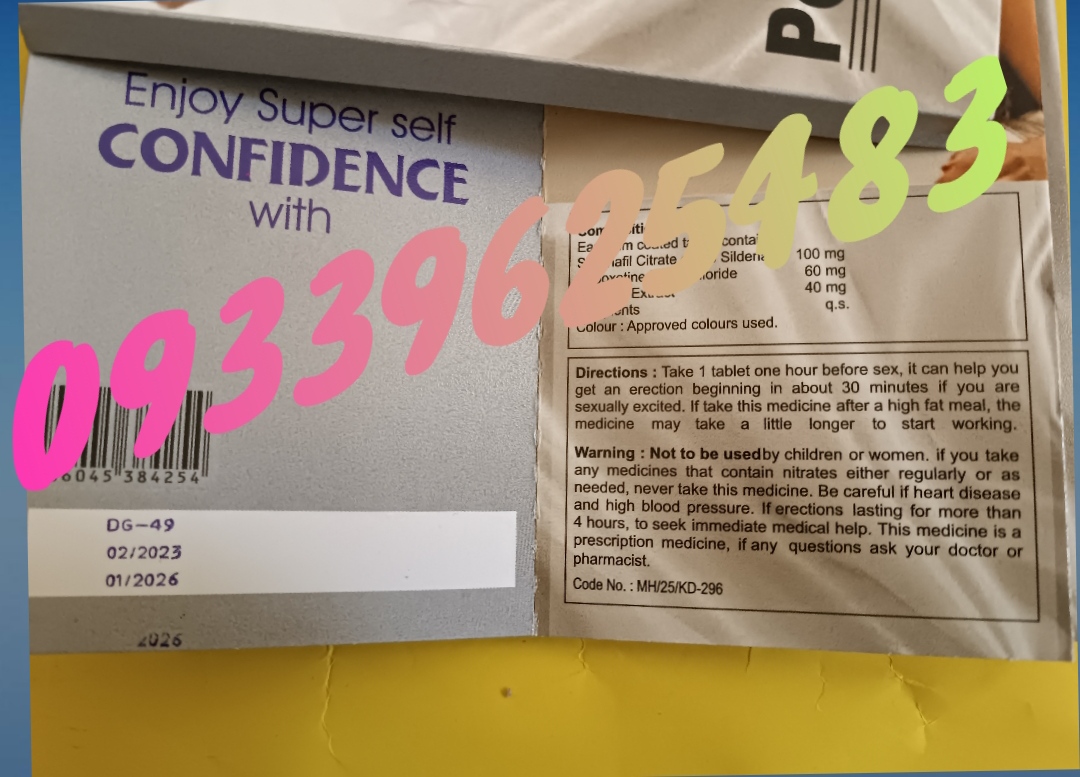 PO
Enjoy Super self
CONFIDENCE
with
09339625483
6045 384254
DG-49
02/2023
01/2026
2026
contai
Citrate
100 mg
60 mg
40 mg
q.s.
Colour : Approved colours used.
Directions : Take 1 tablet one hour before sex, it can help you
get an erection beginning in about 30 minutes if you are
sexually excited. If take this medicine after a high fat meal, the
medicine may take a little longer to start working.
Warning : Not to be used by children or women. if you take
any medicines that contain nitrates either regularly or as
needed, never take this medicine. Be careful if heart disease
and high blood pressure. If erections lasting for more than
4 hours, to seek immediate medical help. This medicine is a
prescription medicine, if any questions ask your doctor or
pharmacist.
Code No. : MH/25/KD-296